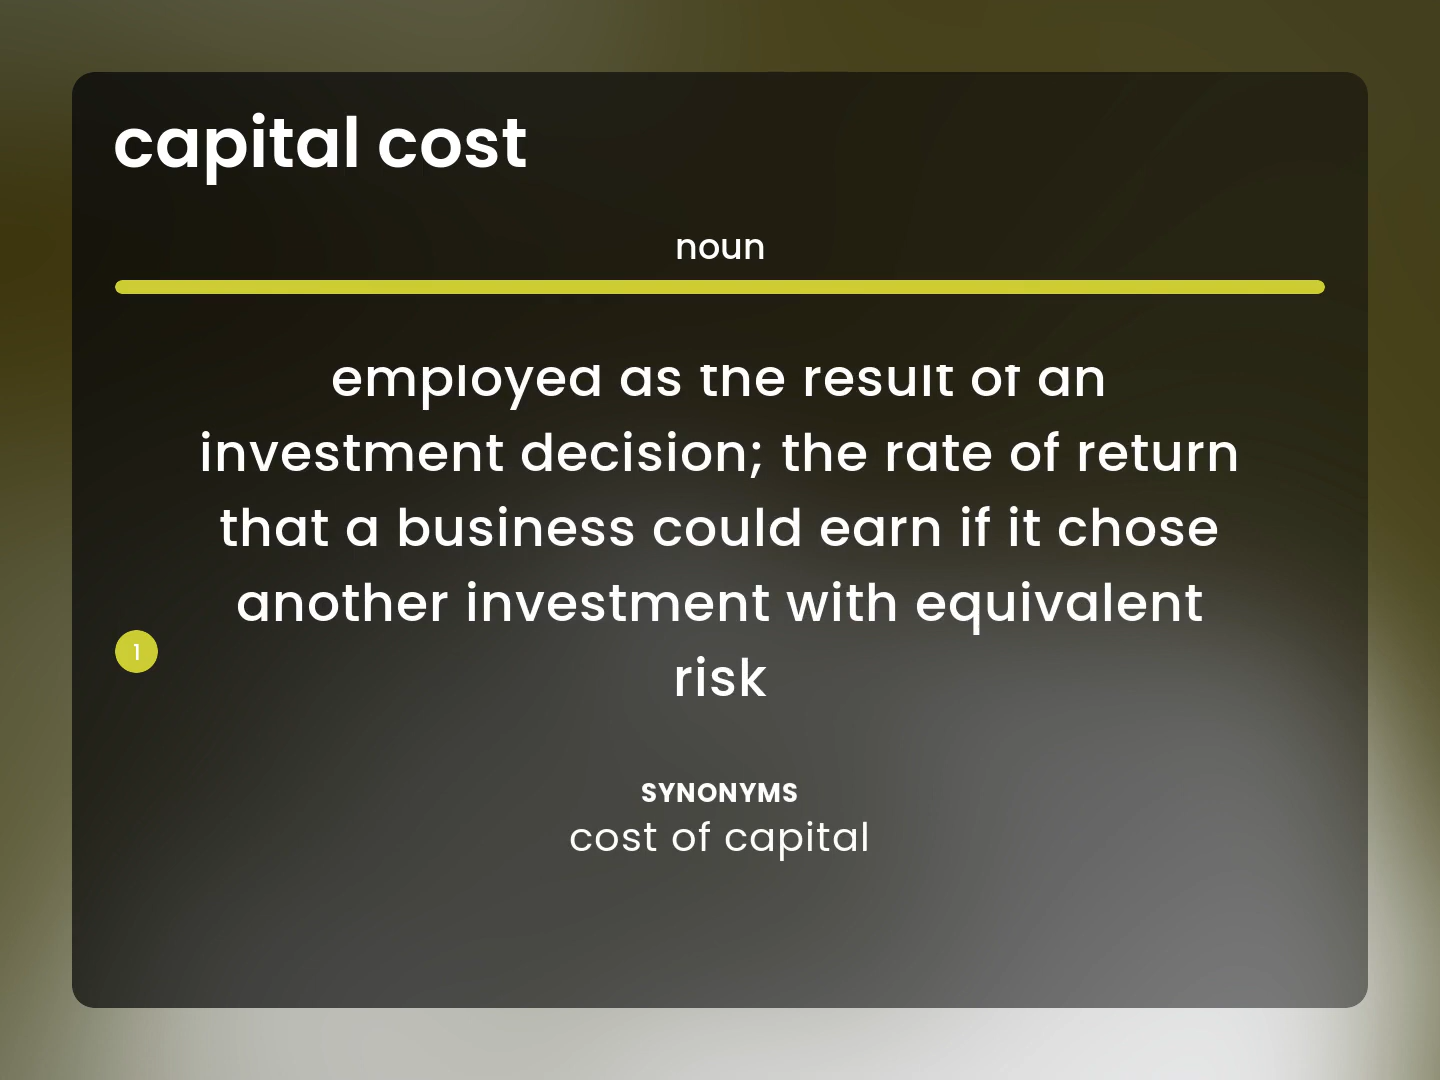 capital cost
noun
employed as the result of an
investment decision; the rate of return
that a business could earn if it chose
another investment with equivalent
1
risk
SYNONYMS
cost of capital